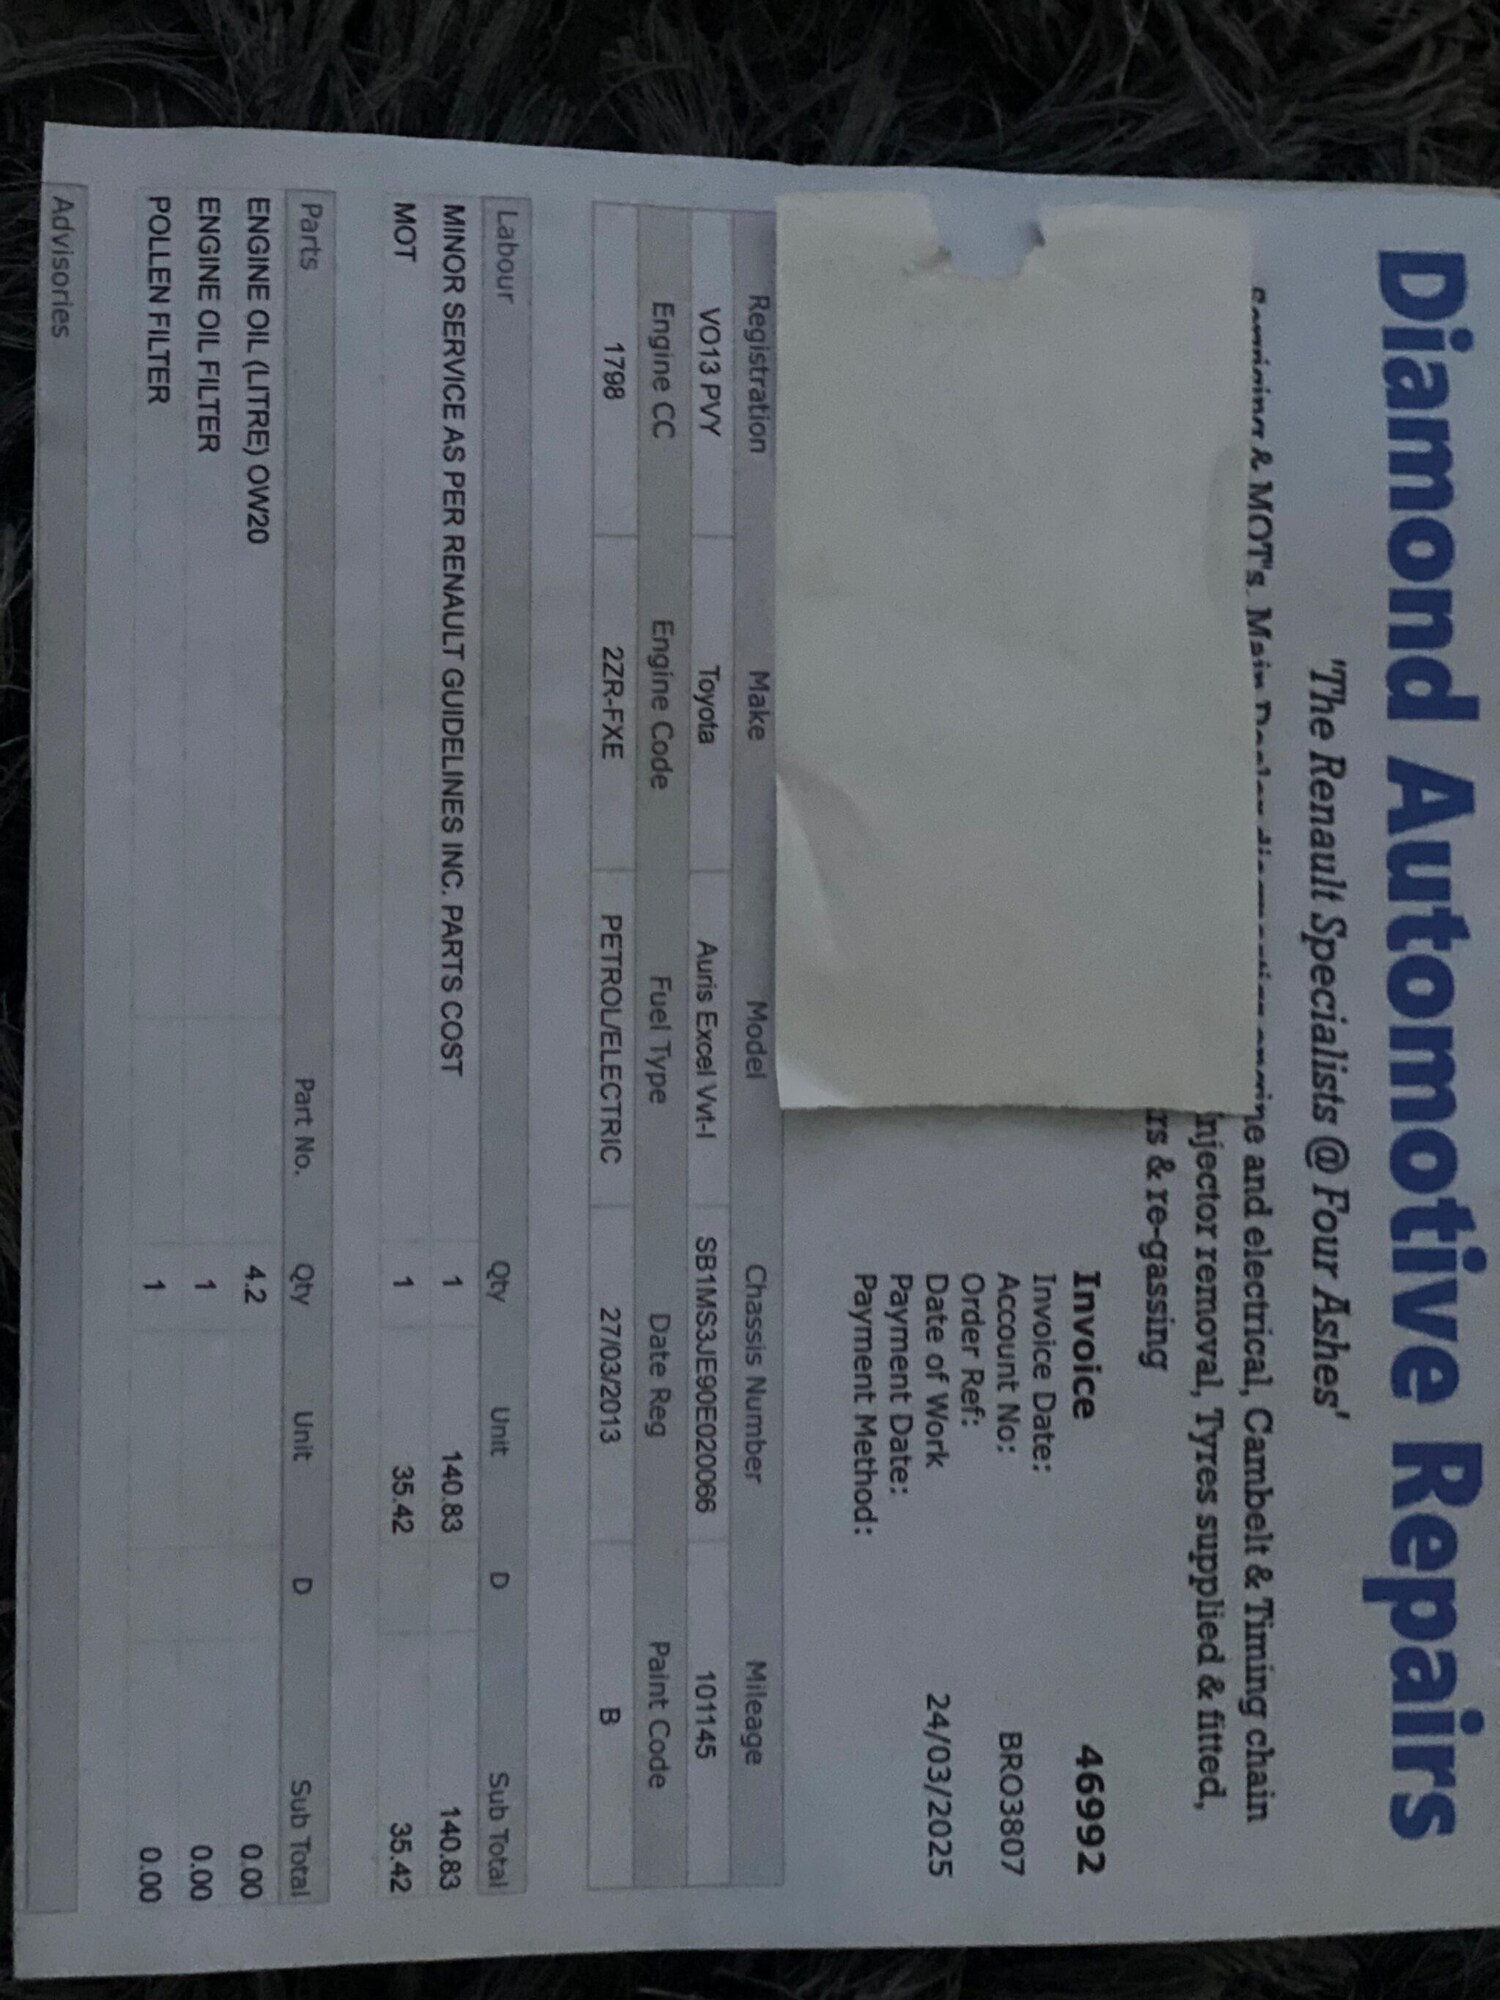 Diamond Automotive Repairs
'The Renault Specialists @ Four Ashes'
& MOT's, Main and electrical, Cambelt & Timing chain
injector removal, Tyres supplied & fitted,
& re-gassing
Invoice 46992
Invoice Date:
Account No: BRO3807
Order Ref:
Date of Work 24/03/2025
Payment Date:
Payment Method:
Registration Make Model Chassis Number Mileage
VO13 PVY Toyota Auris Excel Vvt-I SB1MS3JE90E020066 101145
Engine CC Engine Code Fuel Type Date Reg Paint Code
1798 2ZR-FXE PETROL/ELECTRIC 27/03/2013 B
Labour Qty Unit D Sub Total
MINOR SERVICE AS PER RENAULT GUIDELINES INC. PARTS COST 1 140.83 140.83
MOT 1 35.42 35.42
Parts Part No. Qty Unit D Sub Total
ENGINE OIL (LITRE) OW20 4.2 0.00
ENGINE OIL FILTER 1 0.00
POLLEN FILTER 1 0.00
Advisories